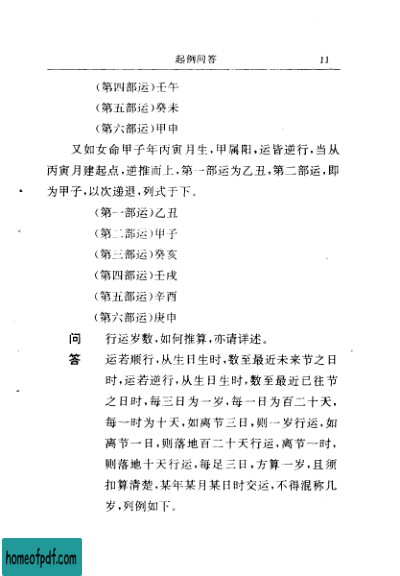 起例问答 11
(第四部运)壬午
(第五部运)癸未
(第六部运)甲申
又如女命甲子年丙寅月生,甲属阳,运皆逆行,当从
丙寅月建起点,逆推而上,第一部运为乙丑,第二部运,即
为甲子,以次递退,列式于下。
(第一部运)乙丑
(第二部运)甲子
(第三部运)癸亥
(第四部运)壬戌
(第五部运)辛酉
(第六部运)庚申
问 行运岁数,如何推算,亦请详述。
答 运若顺行,从生日生时,数至最近未来节之日
时,运若逆行,从生日生时,数至最近已往节
之日时,每三日为一岁,每一日为百二十天,
每一时为十天,如离节三日,则一岁行运,如
离节一日,则落地百二十天行运,离节一时,
则落地十天行运,每足三日,方算一岁,且须
扣算清楚,某年某月某日时交运,不得混称几
岁,列例如下。
homeofpdf.com